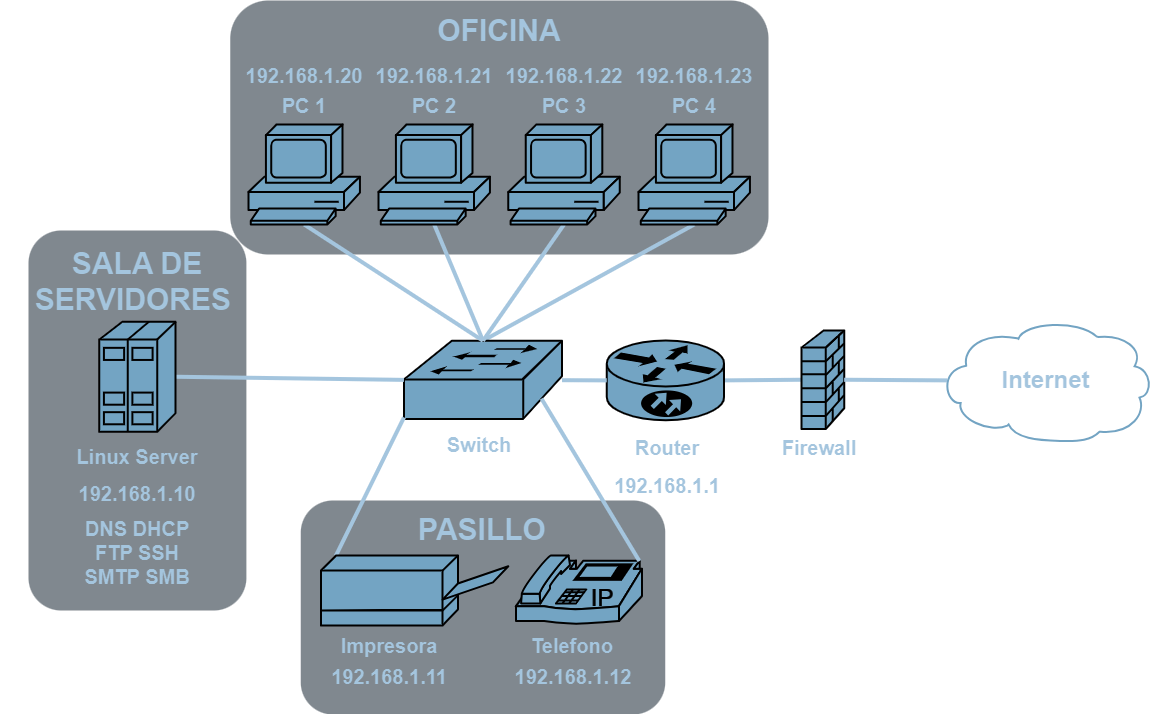 OFICINA
192.168.1.20 192.168.1.21 192.168.1.22 192.168.1.23
PC 1 PC 2 PC 3 PC 4
SALA DE
SERVIDORES
Linux Server
192.168.1.10
DNS DHCP
FTP SSH
SMTP SMB
Switch
Router
192.168.1.1
Firewall
Internet
PASILLO
IP
Impresora
192.168.1.11
Telefono
192.168.1.12